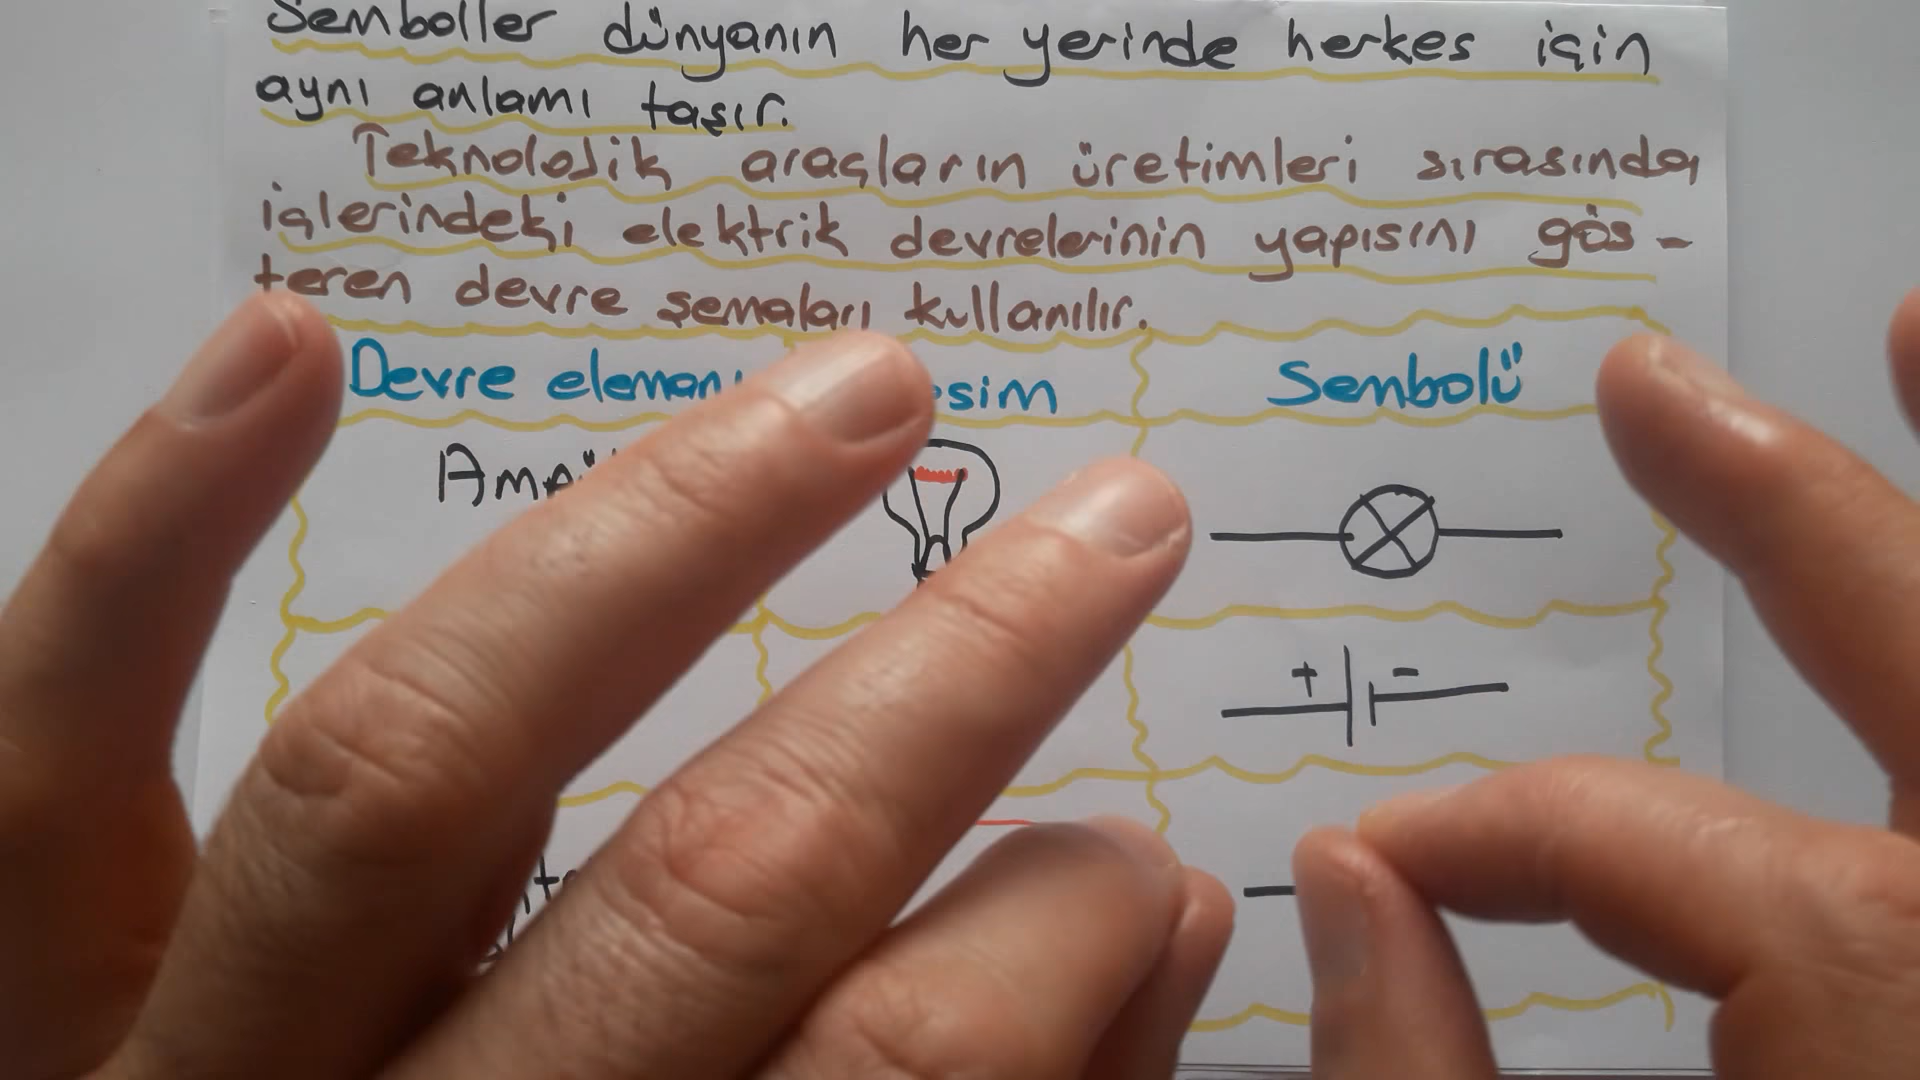 Semboller dünyanın her yerinde herkes için
aynı anlamı taşır.
Teknolojik araçların üretimleri sırasında
içlerindeki elektrik devrelerinin yapısını gös-
teren devre şemaları kullanılır.
Devre Sembolü
+ -